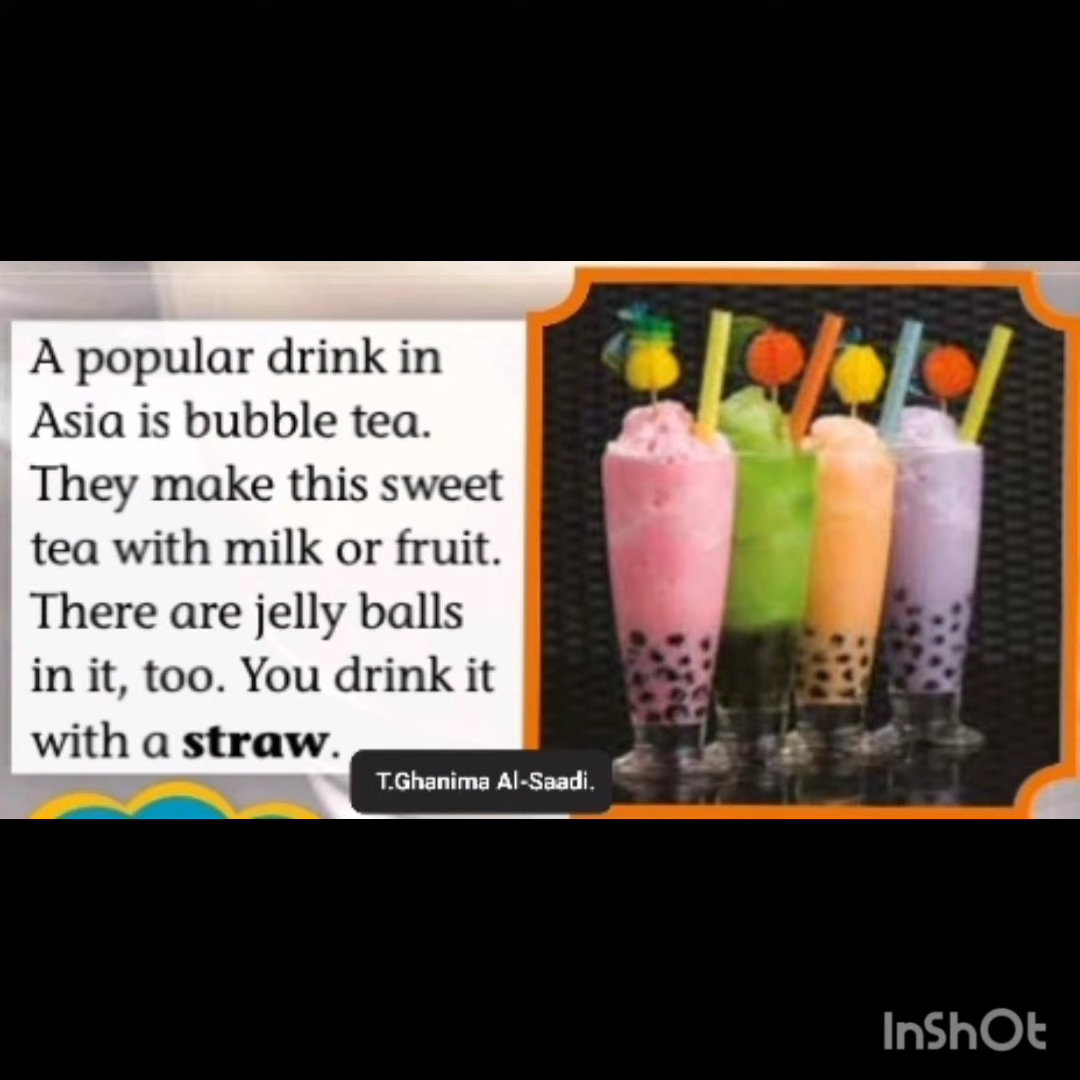 A popular drink in
Asia is bubble tea.
They make this sweet
tea with milk or fruit.
There are jelly balls
in it, too. You drink it
with a straw.
T.Ghanima Al-Saadi.
InShOt